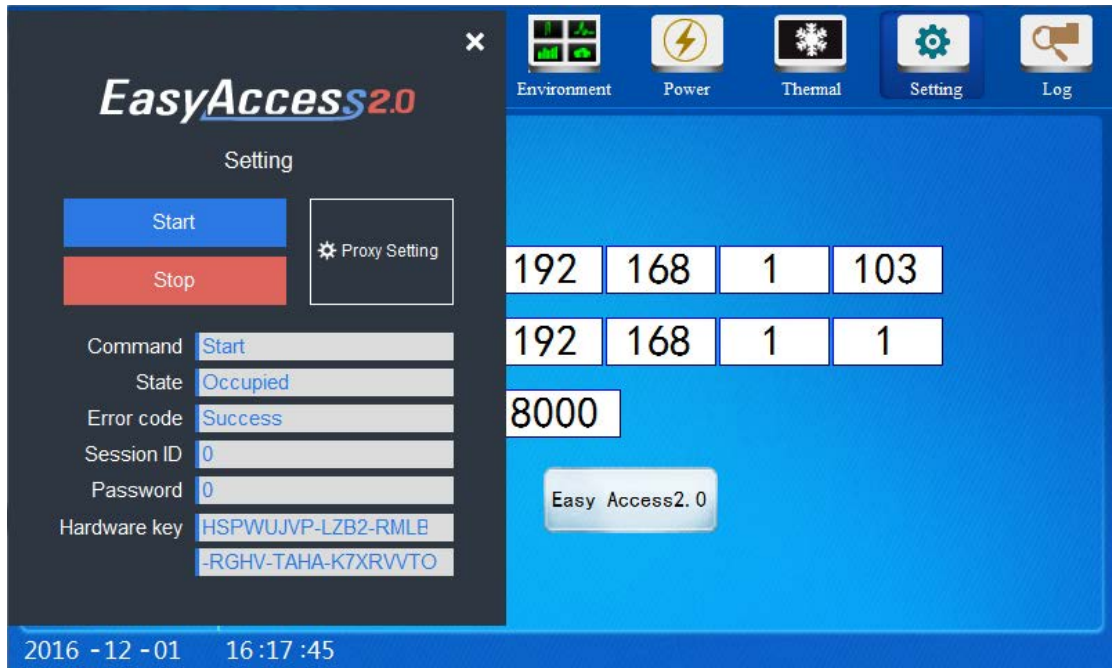 ×
EasyAccess2.0
Setting
Start
Stop
Proxy Setting
Command Start
State Occupied
Error code Success
Session ID 0
Password 0
Hardware key HSPWUJVP-LZB2-RMLB
-RGHV-TAHA-K7XRVVTO
Environment Power Thermal Setting Log
192 168 1 103
192 168 1 1
8000
Easy Access2.0
2016-12-01 16:17:45